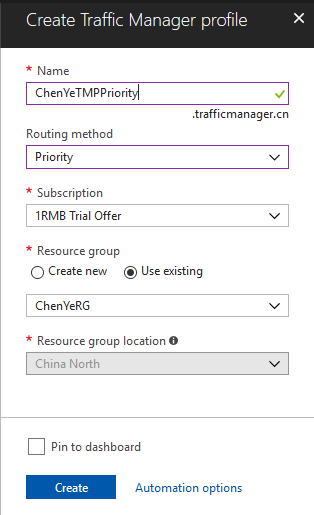 Create Traffic Manager profile
* Name
ChenYeTMPPriority
.trafficmanager.cn
Routing method
Priority
* Subscription
1RMB Trial Offer
* Resource group
Create new Use existing
ChenYeRG
* Resource group location
China North
Pin to dashboard
Create Automation options